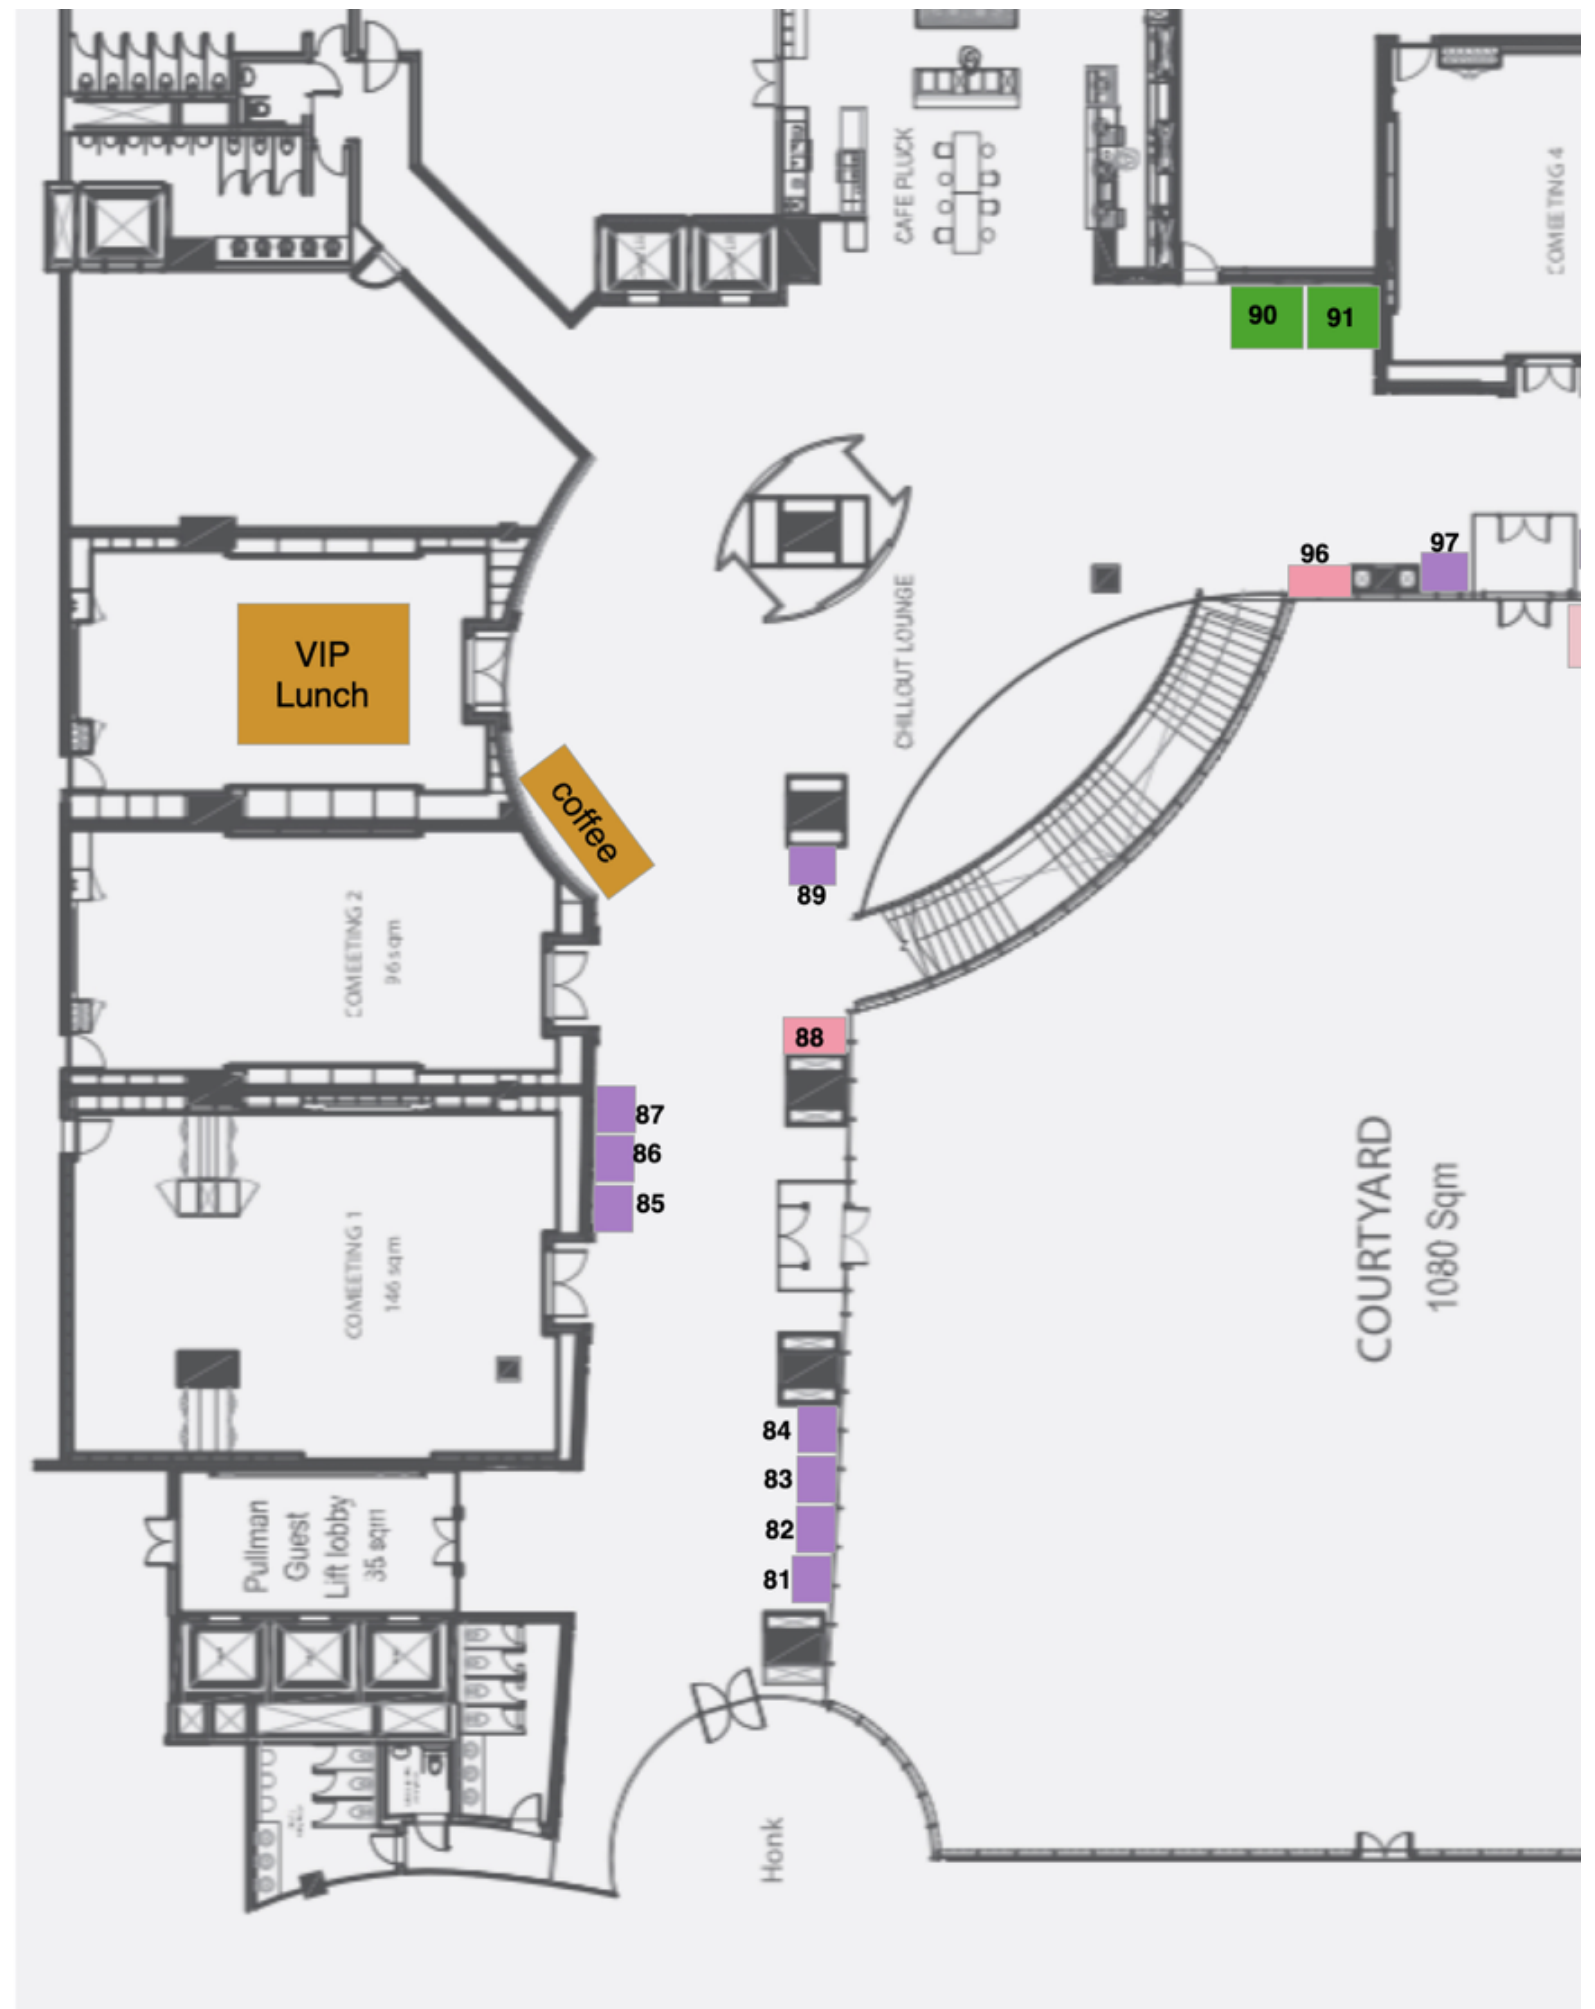 CAFE PLUCK
COMEETING 4
90
91
96
97
CHILLOUT LOUNGE
VIP
Lunch
coffee
89
COMEETING 2
96 sqm
88
87
86
85
COURTYARD
1080 Sqm
COMEETING 1
146 sqm
84
83
82
81
Pullman
Guest
Lift lobby
35 sqm
Honk